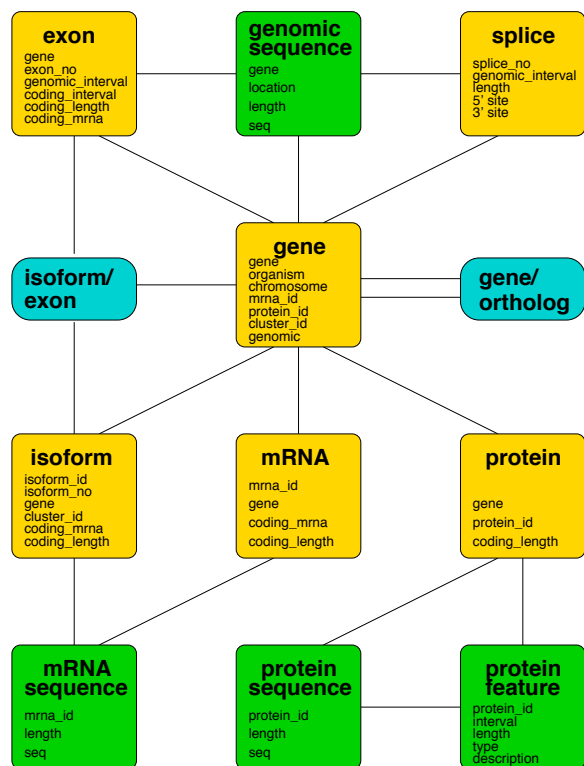 exon
gene
exon_no
genomic_interval
coding_interval
coding_length
coding_mrna
genomic
sequence
gene
location
length
seq
splice
splice_no
genomic_interval
length
5' site
3' site
isoform/
exon
gene
gene
organism
chromosome
mrna_id
protein_id
cluster_id
genomic
gene/
ortholog
isoform
isoform_id
isoform_no
gene
cluster_id
coding_mrna
coding_length
mRNA
mrna_id
gene
coding_mrna
coding_length
protein
gene
protein_id
coding_length
mRNA
sequence
mrna_id
length
seq
protein
sequence
protein_id
length
seq
protein
feature
protein_id
interval
length
type
description